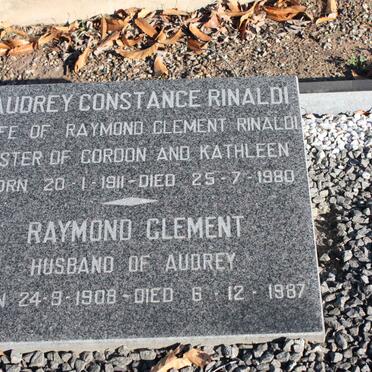 AUDREY CONSTANCE RINALDI
FE OF RAYMOND CLEMENT RINALDI
STER OF GORDON AND KATHLEEN
ORN 20-1-1911-DIED 25-7-1980
RAYMOND CLEMENT
HUSBAND OF AUDREY
N 24-9-1908-DIED 6-12-1987